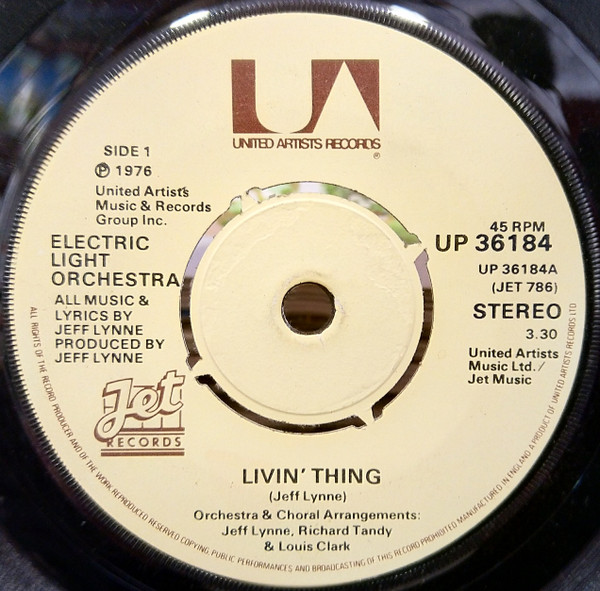 UA
UNITED ARTISTS RECORDS
®
SIDE 1
℗ 1976
United Artist's
Music & Records
Group Inc.
ELECTRIC
LIGHT
ORCHESTRA
ALL MUSIC &
LYRICS BY
JEFF LYNNE
PRODUCED BY
JEFF LYNNE
Jet
RECORDS
45 RPM
UP 36184
UP 36184A
(JET 786)
STEREO
3.30
United Artists
Music Ltd./
Jet Music
LIVIN' THING
(Jeff Lynne)
Orchestra & Choral Arrangements:
Jeff Lynne, Richard Tandy
& Louis Clark
ALL RIGHTS OF THE RECORD PRODUCER AND OF THE WORK REPRODUCED RESERVED COPYING, PUBLIC PERFORMANCES AND BROADCASTING OF THIS RECORD PROHIBITED MANUFACTURED IN ENGLAND A PRODUCT OF UNITED ARTISTS RECORDS LTD